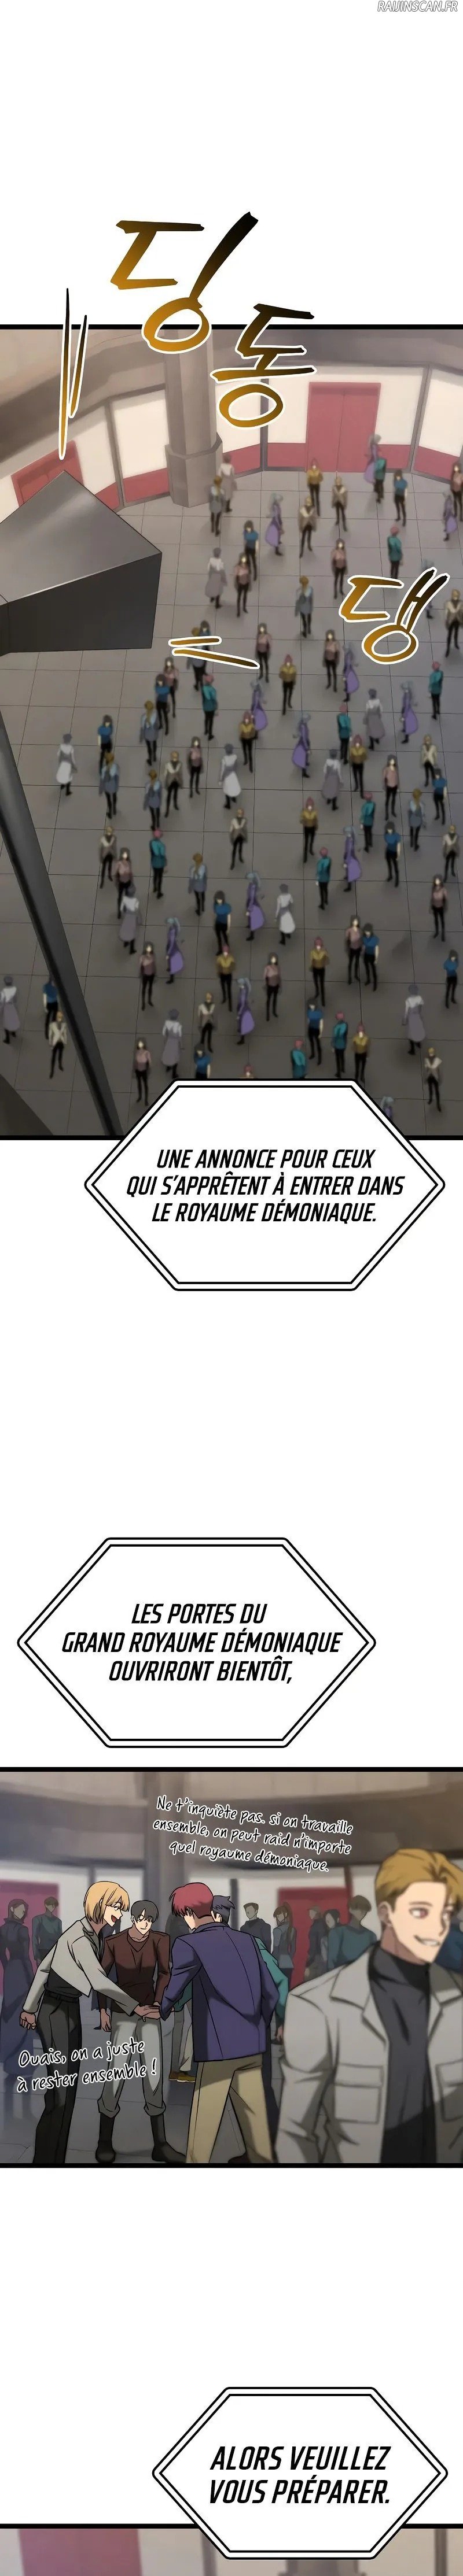 RAIJINSCAN.FR
딩
동
댕
UNE ANNONCE POUR CEUX
QUI S'APPRÊTENT À ENTRER DANS
LE ROYAUME DÉMONIAQUE.
LES PORTES DU
GRAND ROYAUME DÉMONIAQUE
OUVRIRONT BIENTÔT,
Ne t'inquiète pas. si on travaille
ensemble, on peut raid n'importe
quel royaume démoniaque.
Ouais, on a juste
à rester ensemble !
ALORS VEUILLEZ
VOUS PRÉPARER.